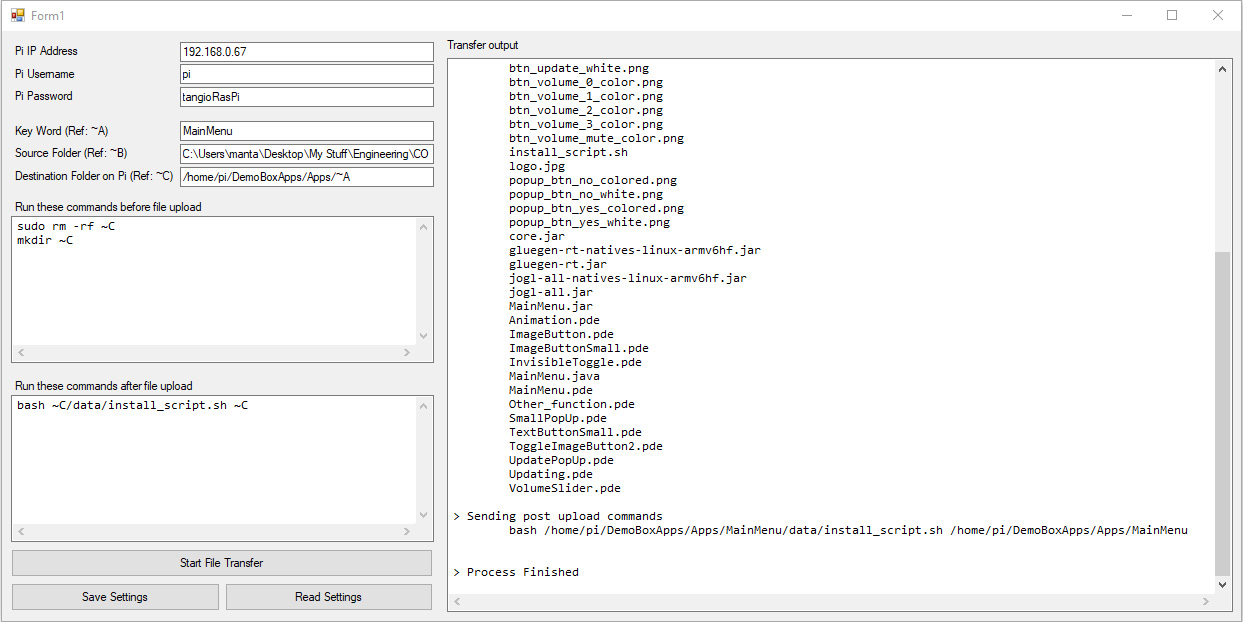 Form1
Pi IP Address
192.168.0.67
Pi Username
pi
Pi Password
tangioRasPi
Key Word (Ref: ~A)
MainMenu
Source Folder (Ref: ~B)
C:\Users\manta\Desktop\My Stuff\Engineering\CO
Destination Folder on Pi (Ref: ~C)
/home/pi/DemoBoxApps/Apps/~A
Run these commands before file upload
sudo rm -rf ~C
mkdir ~C
Run these commands after file upload
bash ~C/data/install_script.sh ~C
Start File Transfer
Save Settings
Read Settings
Transfer output
btn_update_white.png
btn_volume_0_color.png
btn_volume_1_color.png
btn_volume_2_color.png
btn_volume_3_color.png
btn_volume_mute_color.png
install_script.sh
logo.jpg
popup_btn_no_colored.png
popup_btn_no_white.png
popup_btn_yes_colored.png
popup_btn_yes_white.png
core.jar
gluegen-rt-natives-linux-armv6hf.jar
gluegen-rt.jar
jogl-all-natives-linux-armv6hf.jar
jogl-all.jar
MainMenu.jar
Animation.pde
ImageButton.pde
ImageButtonSmall.pde
InvisibleToggle.pde
MainMenu.java
MainMenu.pde
Other_function.pde
SmallPopUp.pde
TextButtonSmall.pde
ToggleImageButton2.pde
UpdatePopUp.pde
Updating.pde
VolumeSlider.pde
> Sending post upload commands
bash /home/pi/DemoBoxApps/Apps/MainMenu/data/install_script.sh /home/pi/DemoBoxApps/Apps/MainMenu
> Process Finished